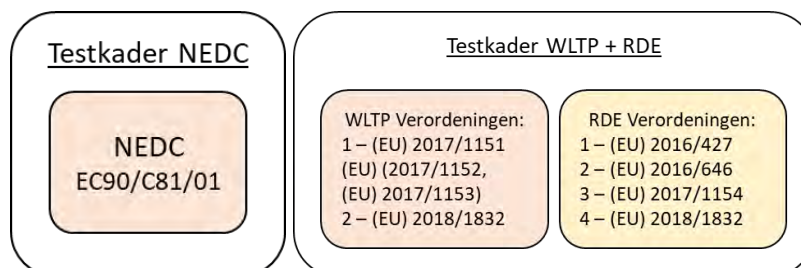 Testkader NEDC
NEDC
EC90/C81/01
Testkader WLTP + RDE
WLTP Verordeningen:
1 – (EU) 2017/1151
(EU) (2017/1152,
(EU) 2017/1153)
2 – (EU) 2018/1832
RDE Verordeningen:
1 – (EU) 2016/427
2 – (EU) 2016/646
3 – (EU) 2017/1154
4 – (EU) 2018/1832